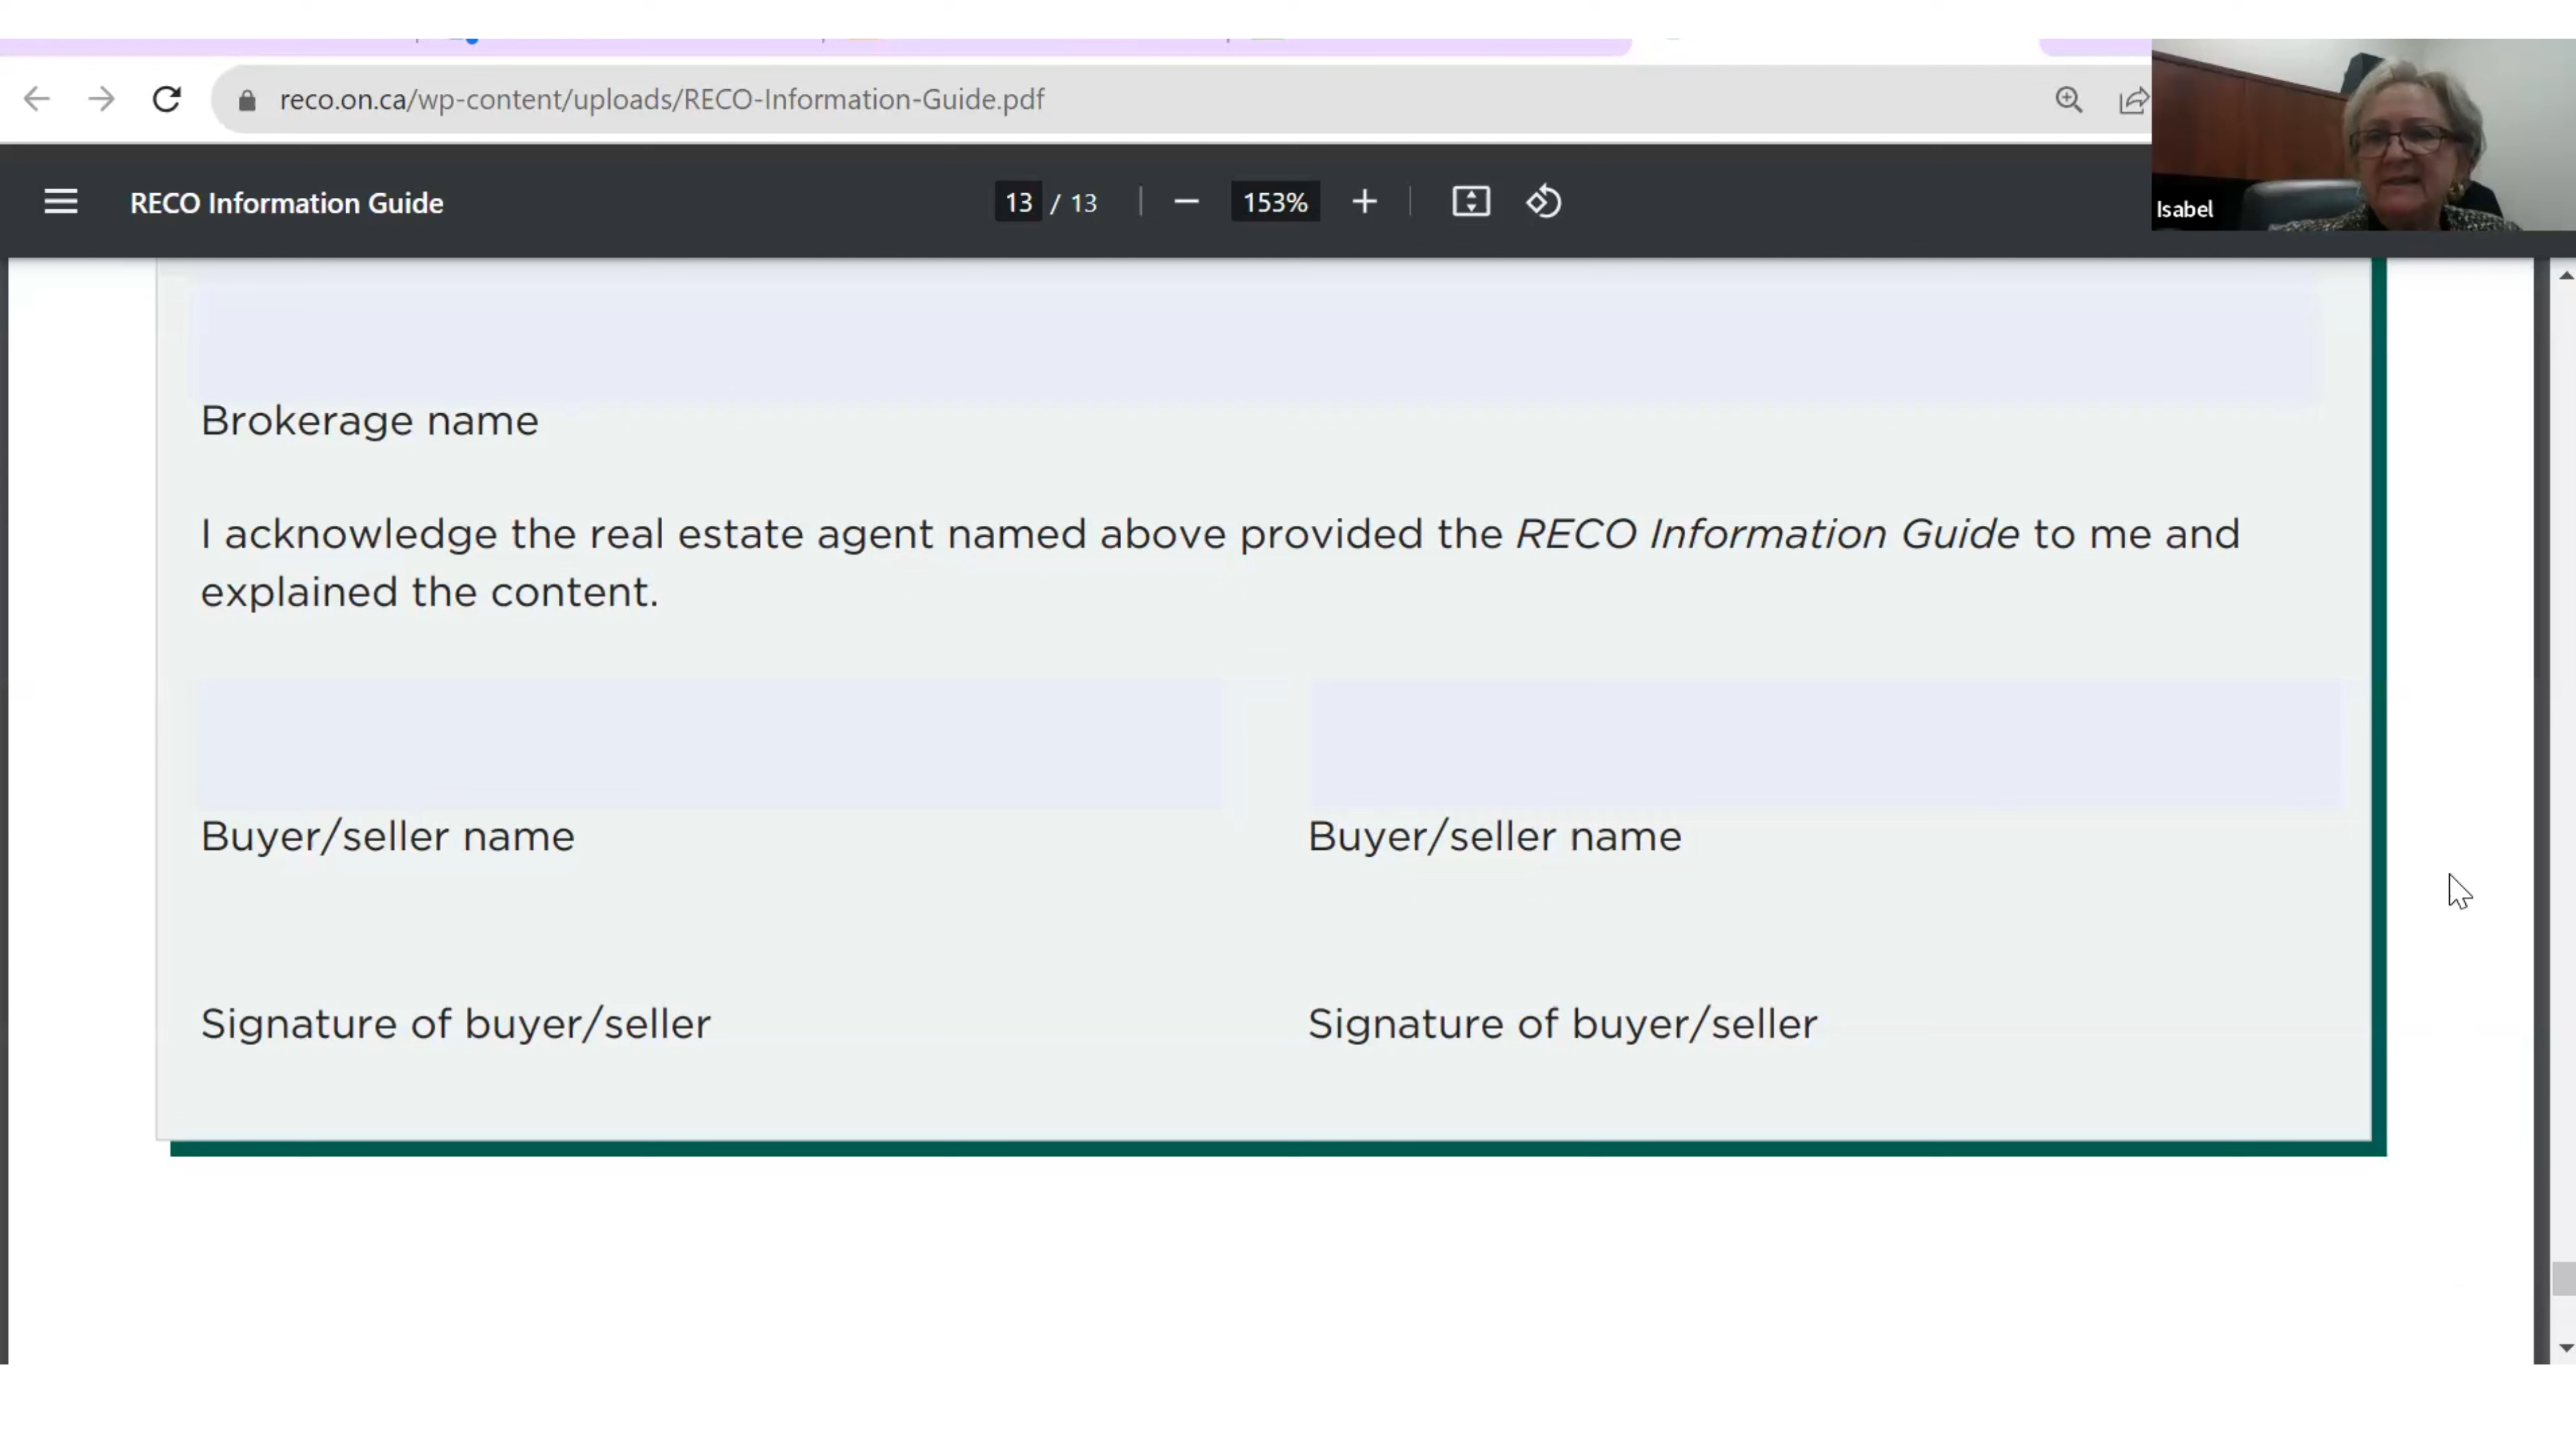 reco.on.ca/wp-content/uploads/RECO-Information-Guide.pdf
RECO Information Guide
13 / 13
153%
Isabel
Brokerage name
I acknowledge the real estate agent named above provided the RECO Information Guide to me and
explained the content.
Buyer/seller name
Buyer/seller name
Signature of buyer/seller
Signature of buyer/seller